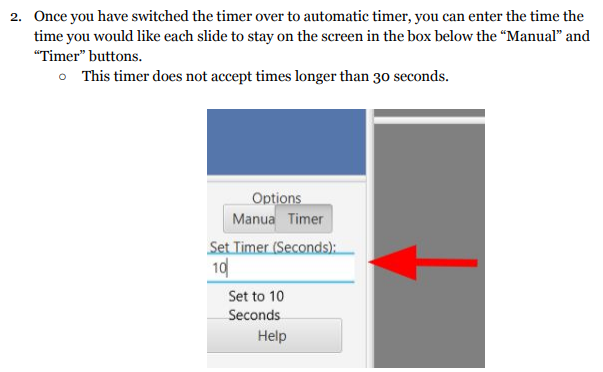 2. Once you have switched the timer over to automatic timer, you can enter the time the
time you would like each slide to stay on the screen in the box below the “Manual” and
“Timer” buttons.
○ This timer does not accept times longer than 30 seconds.
Options
Manua Timer
Set Timer (Seconds):
10
Set to 10
Seconds
Help